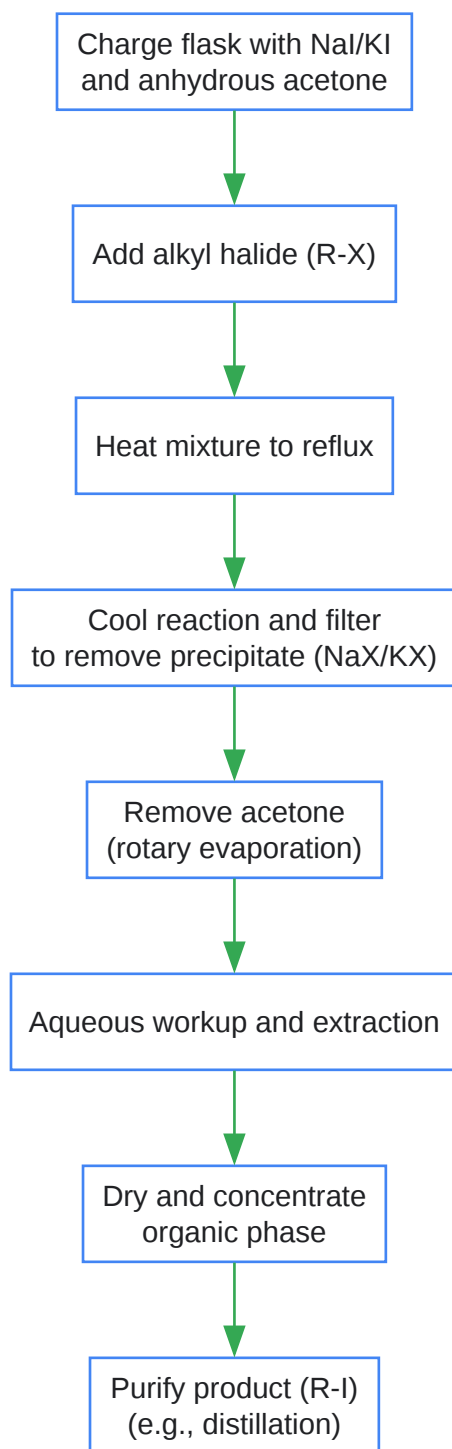 Charge flask with NaI/KI
and anhydrous acetone
Add alkyl halide (R-X)
Heat mixture to reflux
Cool reaction and filter
to remove precipitate (NaX/KX)
Remove acetone
(rotary evaporation)
Aqueous workup and extraction
Dry and concentrate
organic phase
Purify product (R-I)
(e.g., distillation)